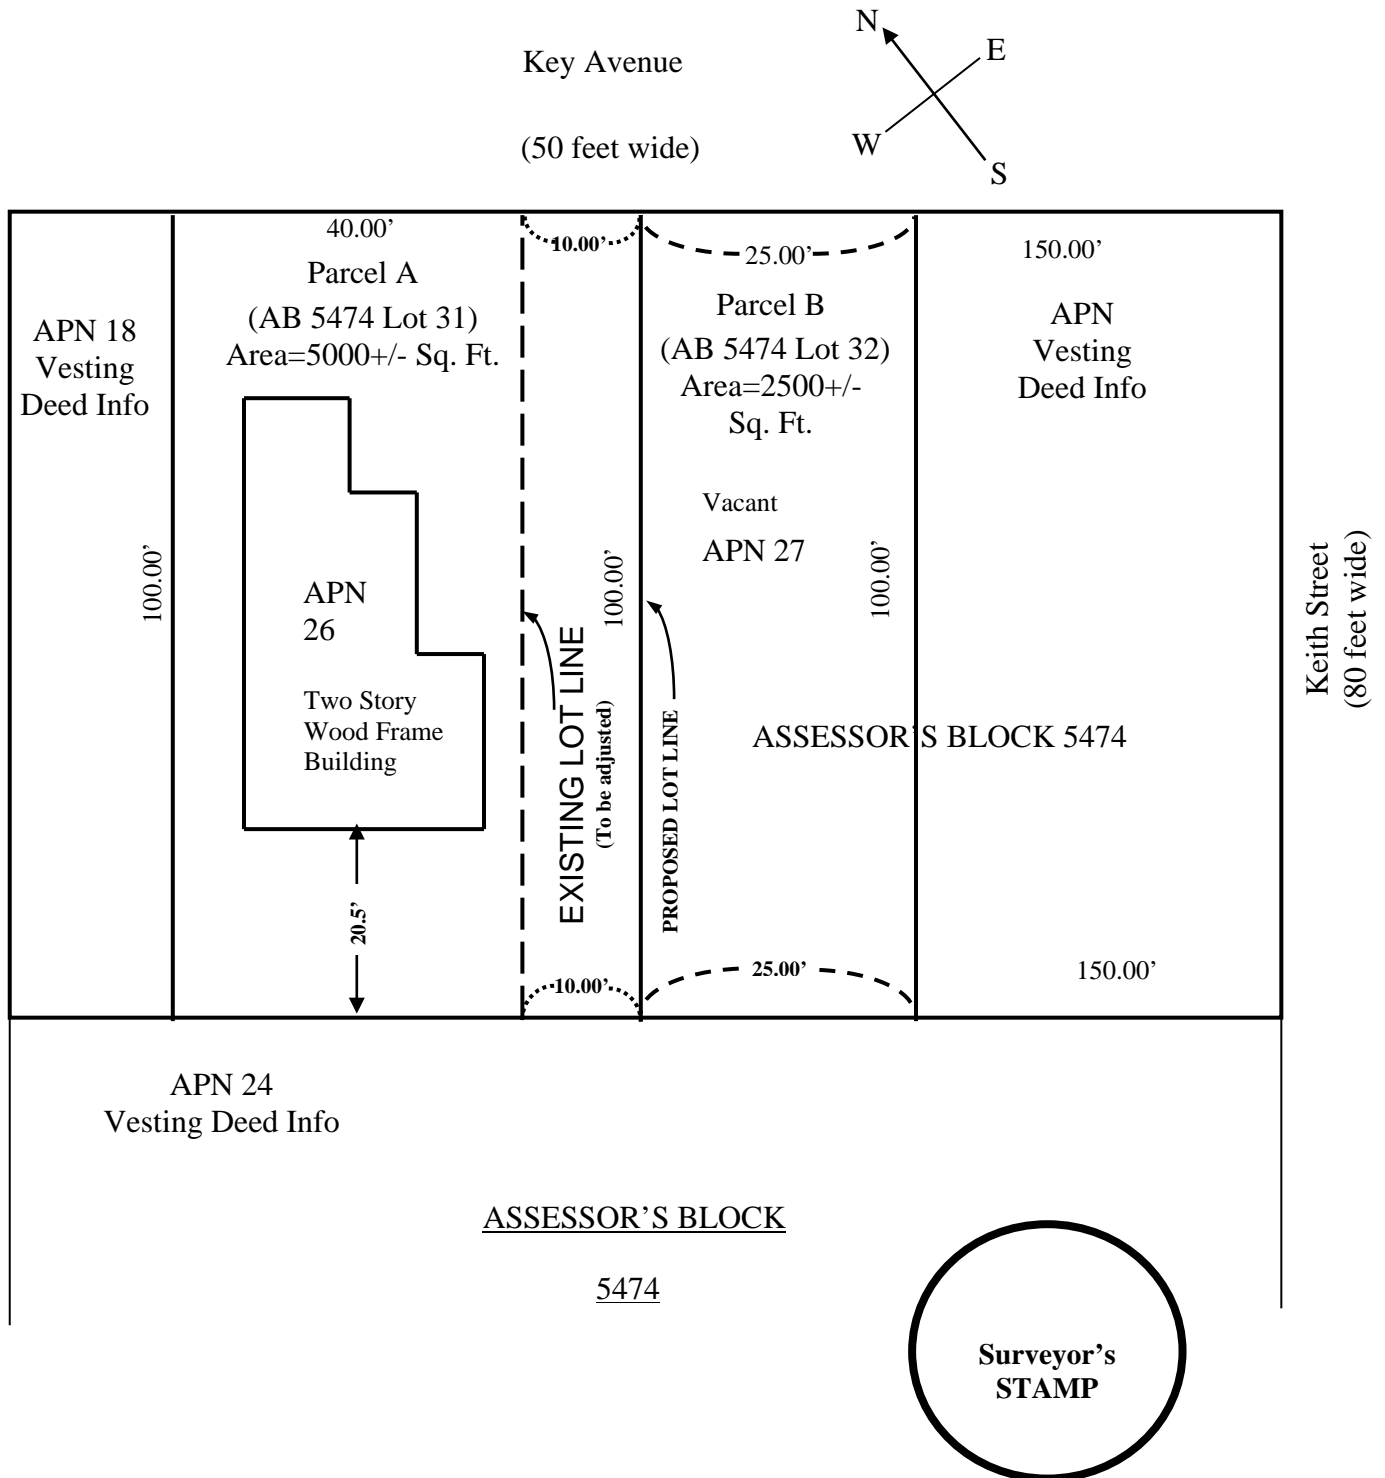 N
E
W
S
Key Avenue
(50 feet wide)
40.00’
10.00’
25.00’
150.00’
Parcel A
(AB 5474 Lot 31)
Area=5000+/- Sq. Ft.
Parcel B
(AB 5474 Lot 32)
Area=2500+/-
Sq. Ft.
APN 18
Vesting
Deed Info
APN
Vesting
Deed Info
Vacant
APN 27
100.00’
100.00’
100.00’
APN
26
Two Story
Wood Frame
Building
EXISTING LOT LINE
(To be adjusted)
PROPOSED LOT LINE
ASSESSOR’S BLOCK 5474
Keith Street
(80 feet wide)
20.5’
10.00’
25.00’
150.00’
APN 24
Vesting Deed Info
ASSESSOR’S BLOCK
5474
Surveyor’s
STAMP